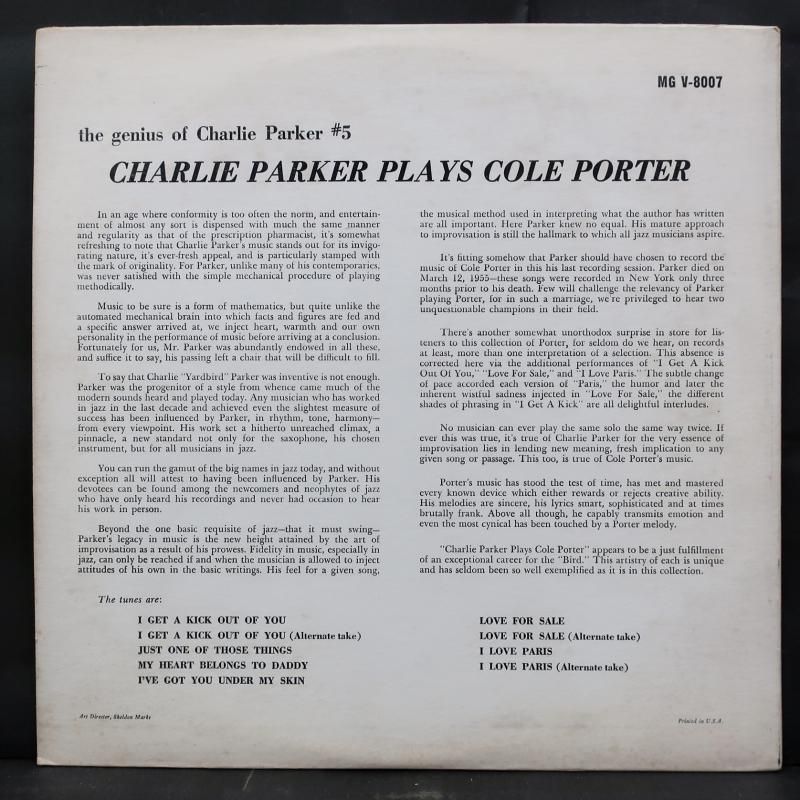 MG V-8007
the genius of Charlie Parker #5
CHARLIE PARKER PLAYS COLE PORTER
In an age where conformity is too often the norm, and entertain-
ment of almost any sort is dispensed with much the same manner
and regularity as that of the prescription pharmacist, it's somewhat
refreshing to note that Charlie Parker's music stands out for its invigo-
rating nature, it's ever-fresh appeal, and is particularly stamped with
the mark of originality. For Parker, unlike many of his contemporaries,
was never satisfied with the simple mechanical procedure of playing
methodically.
Music to be sure is a form of mathematics, but quite unlike the
automated mechanical brain into which facts and figures are fed and
a specific answer arrived at, we inject heart, warmth and our own
personality in the performance of music before arriving at a conclusion.
Fortunately for us, Mr. Parker was abundantly endowed in all these,
and suffice it to say, his passing left a chair that will be difficult to fill.
To say that Charlie "Yardbird" Parker was inventive is not enough.
Parker was the progenitor of a style from whence came much of the
modern sounds heard and played today. Any musician who has worked
in jazz in the last decade and achieved even the slightest measure of
success has been influenced by Parker, in rhythm, tone, harmony—
from every viewpoint. His work set a hitherto unreached climax, a
pinnacle, a new standard not only for the saxophone, his chosen
instrument, but for all musicians in jazz.
You can run the gamut of the big names in jazz today, and without
exception all will attest to having been influenced by Parker. His
devotees can be found among the newcomers and neophytes of jazz
who have only heard his recordings and never had occasion to hear
his work in person.
Beyond the one basic requisite of jazz—that it must swing—
Parker's legacy in music is the new height attained by the art of
improvisation as a result of his prowess. Fidelity in music, especially in
jazz, can only be reached if and when the musician is allowed to inject
attitudes of his own in the basic writings. His feel for a given song,
the musical method used in interpreting what the author has written
are all important. Here Parker knew no equal. His mature approach
to improvisation is still the hallmark to which all jazz musicians aspire.
It's fitting somehow that Parker should have chosen to record the
music of Cole Porter in this his last recording session. Parker died on
March 12, 1955—these songs were recorded in New York only three
months prior to his death. Few will challenge the relevancy of Parker
playing Porter, for in such a marriage, we're privileged to hear two
unquestionable champions in their field.
There's another somewhat unorthodox surprise in store for lis-
teners to this collection of Porter, for seldom do we hear, on records
at least, more than one interpretation of a selection. This absence is
corrected here via the additional performances of "I Get A Kick
Out Of You," "Love For Sale," and "I Love Paris." The subtle change
of pace accorded each version of "Paris," the humor and later the
inherent wistful sadness injected in "Love For Sale," the different
shades of phrasing in "I Get A Kick" are all delightful interludes.
No musician can ever play the same solo the same way twice. If
ever this was true, it's true of Charlie Parker for the very essence of
improvisation lies in lending new meaning, fresh implication to any
given song or passage. This too, is true of Cole Porter's music.
Porter's music has stood the test of time, has met and mastered
every known device which either rewards or rejects creative ability.
His melodies are sincere, his lyrics smart, sophisticated and at times
brutally frank. Above all though, he capably transmits emotion and
even the most cynical has been touched by a Porter melody.
"Charlie Parker Plays Cole Porter" appears to be a just fulfillment
of an exceptional career for the "Bird." This artistry of each is unique
and has seldom been so well exemplified as it is in this collection.
The tunes are:
I GET A KICK OUT OF YOU
I GET A KICK OUT OF YOU (Alternate take)
JUST ONE OF THOSE THINGS
MY HEART BELONGS TO DADDY
I'VE GOT YOU UNDER MY SKIN
LOVE FOR SALE
LOVE FOR SALE (Alternate take)
I LOVE PARIS
I LOVE PARIS (Alternate take)
Art Director, Sheldon Marks
Printed in U.S.A.